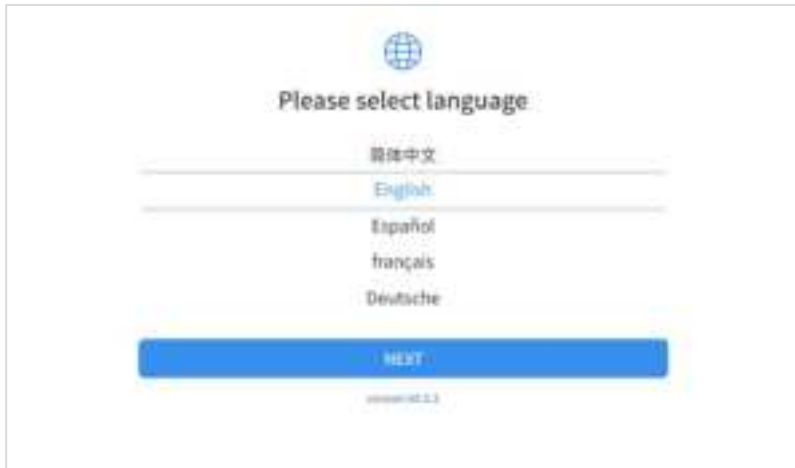 Please select language
简体中文
English
Español
français
Deutsche
NEXT